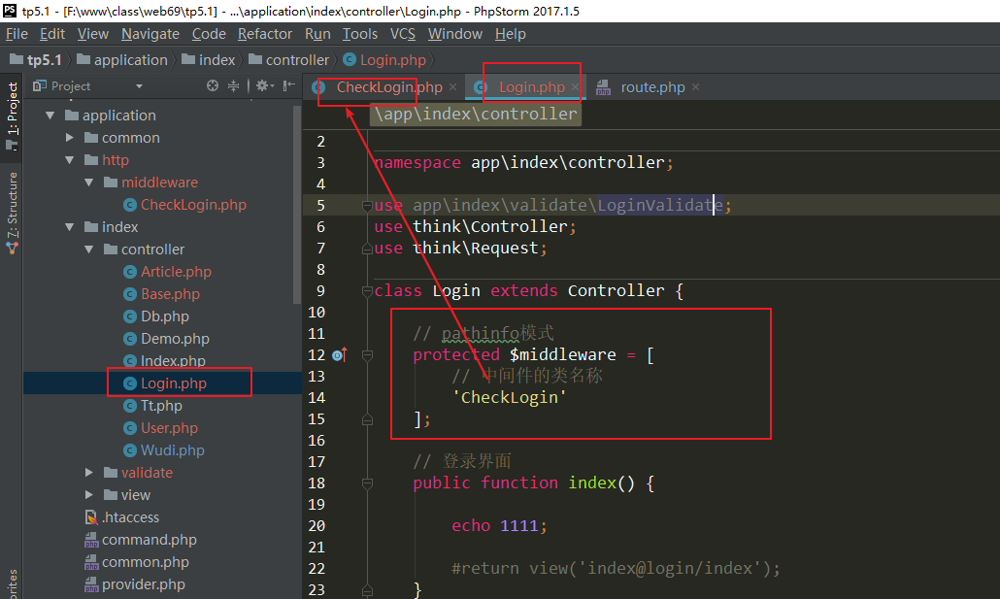 tp5.1 - [F:\www\class\web69\tp5.1] - ...\application\index\controller\Login.php - PhpStorm 2017.1.5
File Edit View Navigate Code Refactor Run Tools VCS Window Help
tp5.1 application index controller Login.php
1: Project
7: Structure
Project
application
common
http
middleware
CheckLogin.php
index
controller
Article.php
Base.php
Db.php
Demo.php
Index.php
Login.php
Tt.php
User.php
Wudi.php
validate
view
.htaccess
command.php
common.php
provider.php
CheckLogin.php Login.php route.php
\app\index\controller
2
3 namespace app\index\controller;
4
5 use app\index\validate\LoginValidate;
6 use think\Controller;
7 use think\Request;
8
9 class Login extends Controller {
10
11 // pathinfo模式
12 protected $middleware = [
13 // 中间件的类名称
14 'CheckLogin'
15 ];
16
17 // 登录界面
18 public function index() {
19
20 echo 1111;
21
22 #return view('index@login/index');
23 }